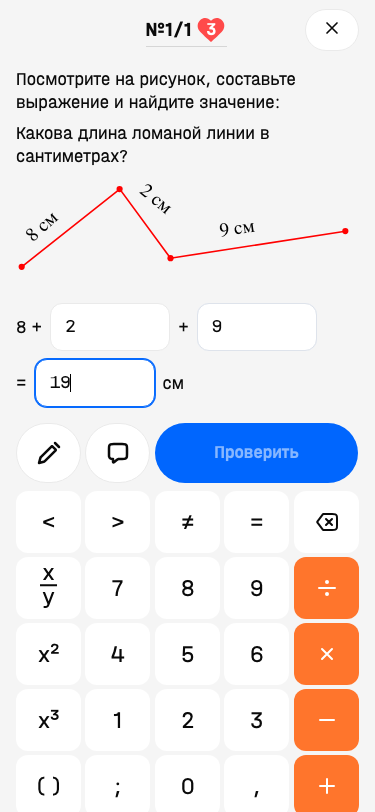 №1/1 3
Посмотрите на рисунок, составьте
выражение и найдите значение:
Какова длина ломаной линии в
сантиметрах?
8 см
2 см
9 см
8 + 2 + 9
= 19 см
Проверить
< > ≠ =
x/y 7 8 9 ÷
x² 4 5 6 ×
x³ 1 2 3 −
( ) ; 0 , +